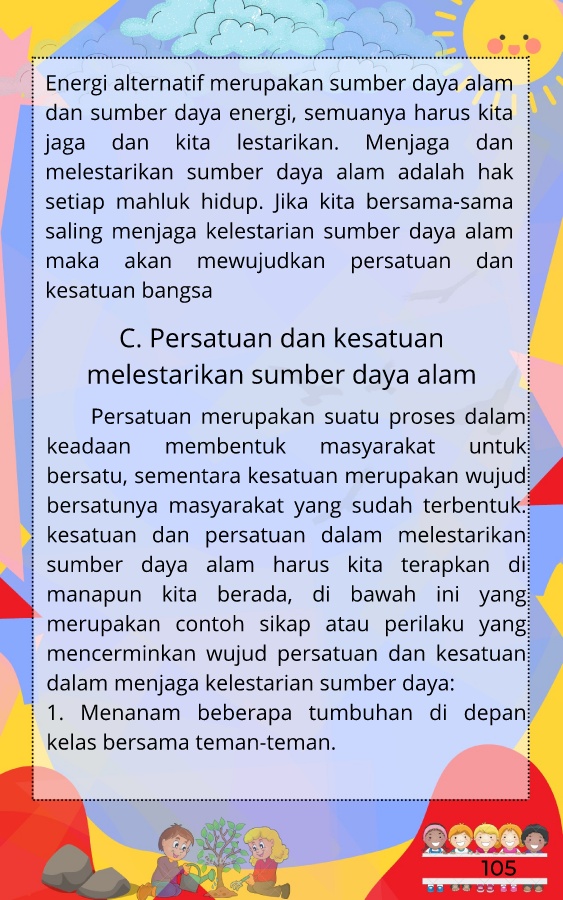 Energi alternatif merupakan sumber daya alam
dan sumber daya energi, semuanya harus kita
jaga dan kita lestarikan. Menjaga dan
melestarikan sumber daya alam adalah hak
setiap mahluk hidup. Jika kita bersama-sama
saling menjaga kelestarian sumber daya alam
maka akan mewujudkan persatuan dan
kesatuan bangsa
C. Persatuan dan kesatuan
melestarikan sumber daya alam
Persatuan merupakan suatu proses dalam
keadaan membentuk masyarakat untuk
bersatu, sementara kesatuan merupakan wujud
bersatunya masyarakat yang sudah terbentuk.
kesatuan dan persatuan dalam melestarikan
sumber daya alam harus kita terapkan di
manapun kita berada, di bawah ini yang
merupakan contoh sikap atau perilaku yang
mencerminkan wujud persatuan dan kesatuan
dalam menjaga kelestarian sumber daya:
1. Menanam beberapa tumbuhan di depan
kelas bersama teman-teman.
105